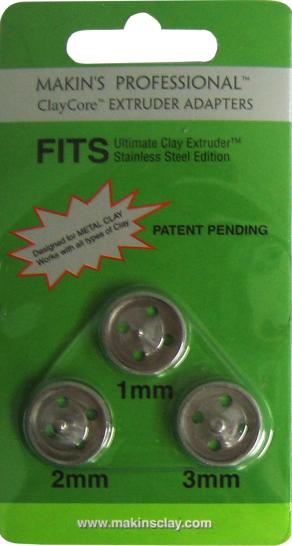 MAKIN'S PROFESSIONAL™
ClayCore™ EXTRUDER ADAPTERS
FITS Ultimate Clay Extruder™
Stainless Steel Edition
Designed for METAL CLAY
Works with all types of Clay
PATENT PENDING
1mm
2mm
3mm
www.makinsclay.com